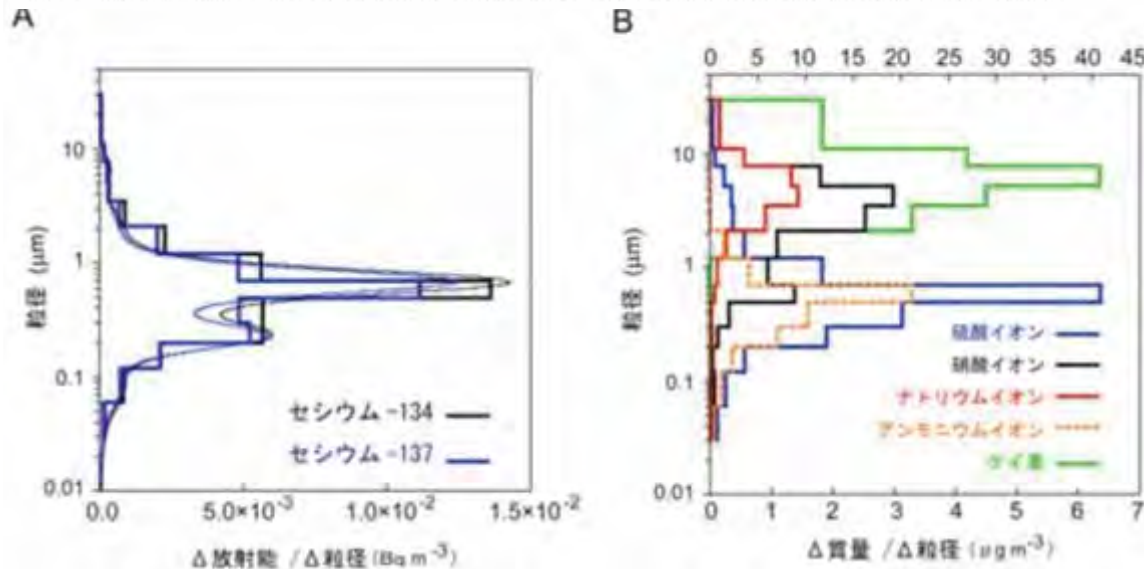 A
10
1
0.1
0.01
粒径 (μm)
セシウム-134
セシウム-137
0.0 5.0×10⁻³ 1.0×10⁻² 1.5×10⁻²
Δ放射能 /Δ粒径(Bq m⁻³)
B
0 5 10 15 20 25 30 35 40 45
10
1
0.1
0.01
粒径 (μm)
硫酸イオン
硝酸イオン
ナトリウムイオン
アンモニウムイオン
ケイ素
0 1 2 3 4 5 6 7
Δ質量 /Δ粒径(μg m⁻³)